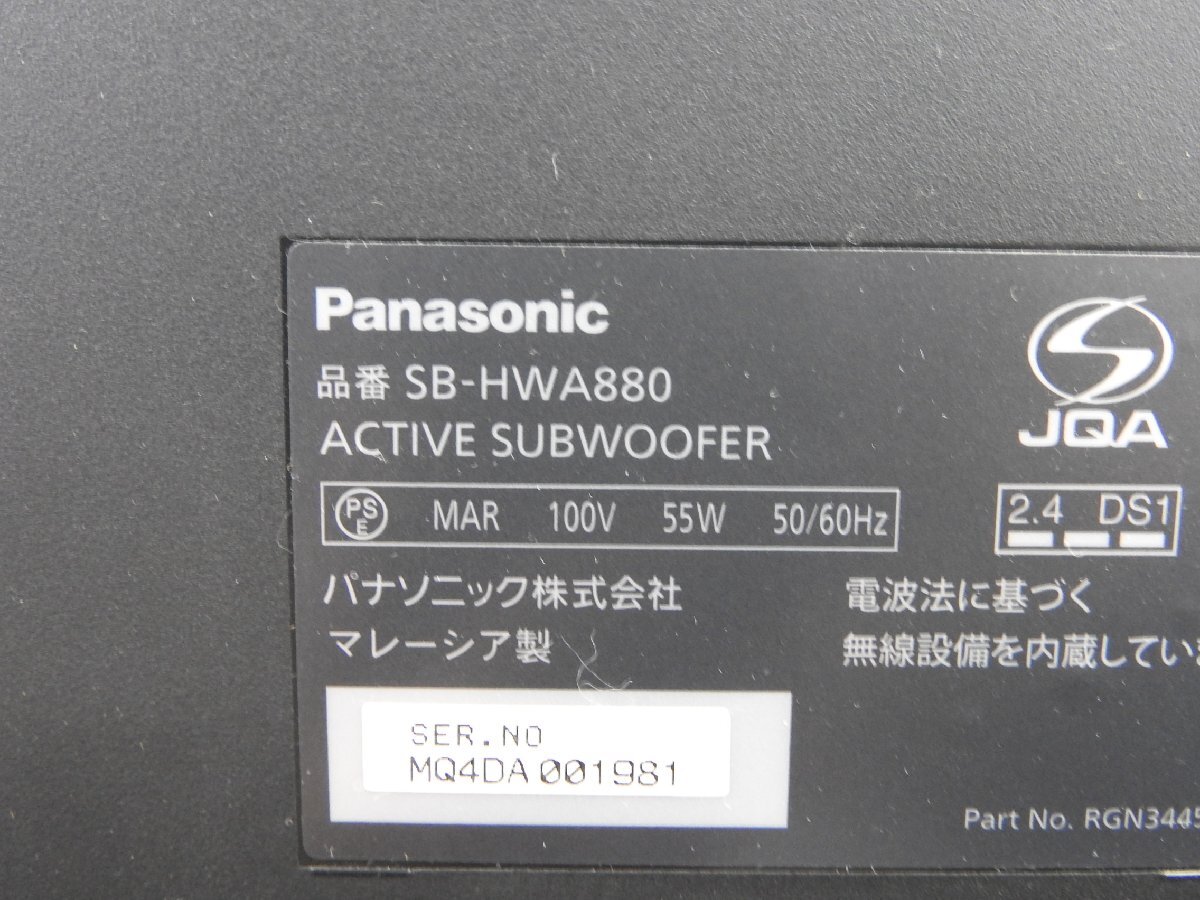 Panasonic
品番 SB-HWA880
ACTIVE SUBWOOFER
JQA
PSE MAR 100V 55W 50/60Hz
2.4 DS1
パナソニック株式会社
マレーシア製
電波法に基づく
無線設備を内蔵してい
SER.NO
MQ4DA001981
Part No. RGN3445